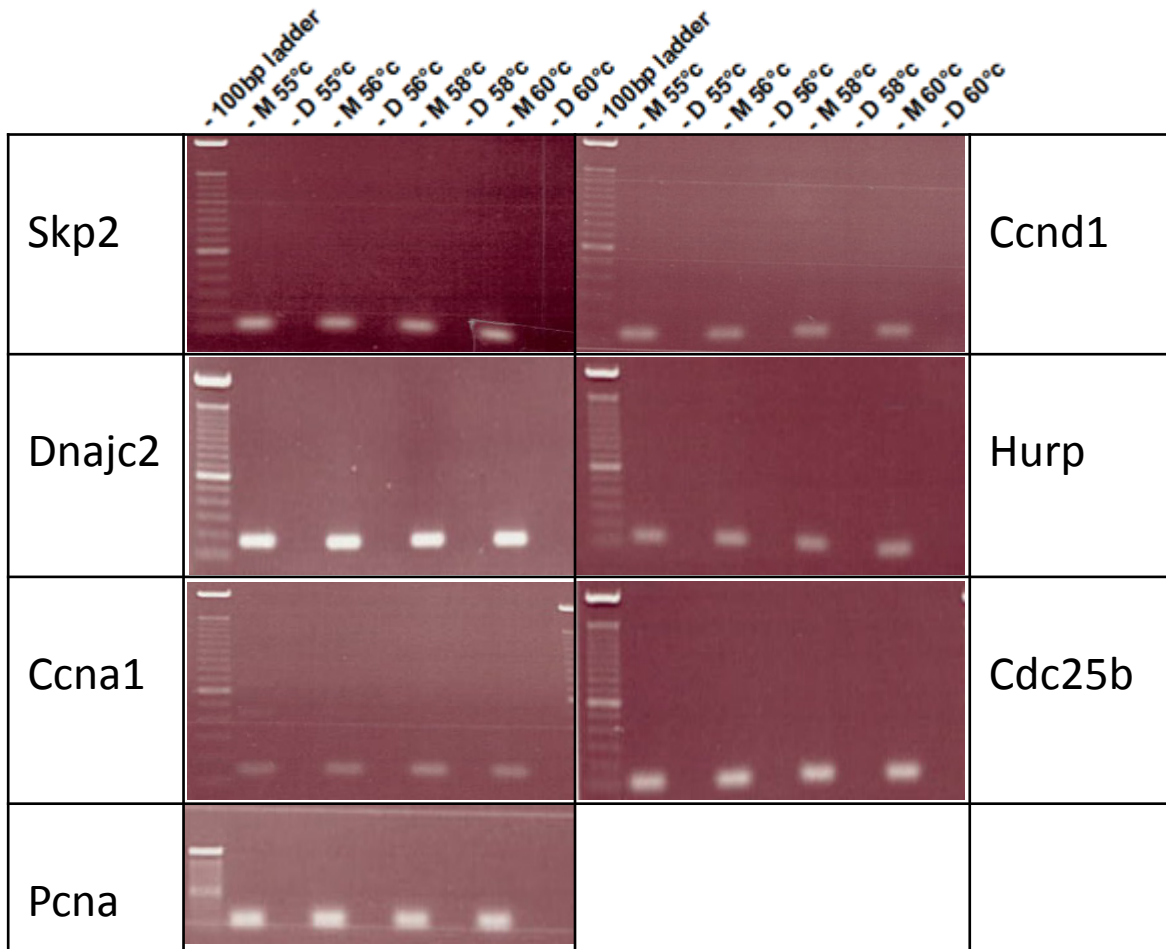 - 100bp ladder
- M 55°c
- D 55°c
- M 56°c
- D 56°c
- M 58°c
- D 58°c
- M 60°c
- D 60°c
- 100bp ladder
- M 55°c
- D 55°c
- M 56°c
- D 56°c
- M 58°c
- D 58°c
- M 60°c
- D 60°c
Skp2
Ccnd1
Dnajc2
Hurp
Ccna1
Cdc25b
Pcna